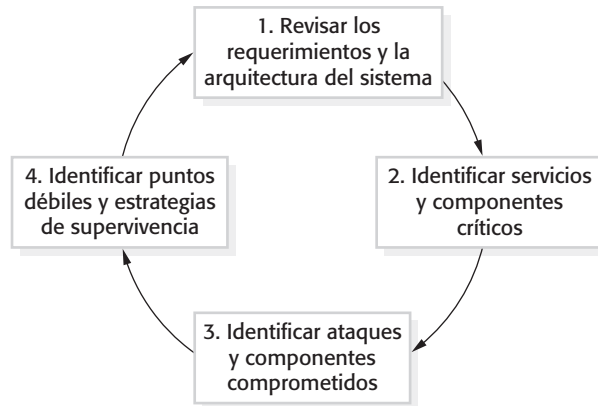 1. Revisar los
requerimientos y la
arquitectura del sistema
2. Identificar servicios
y componentes
críticos
3. Identificar ataques
y componentes
comprometidos
4. Identificar puntos
débiles y estrategias
de supervivencia